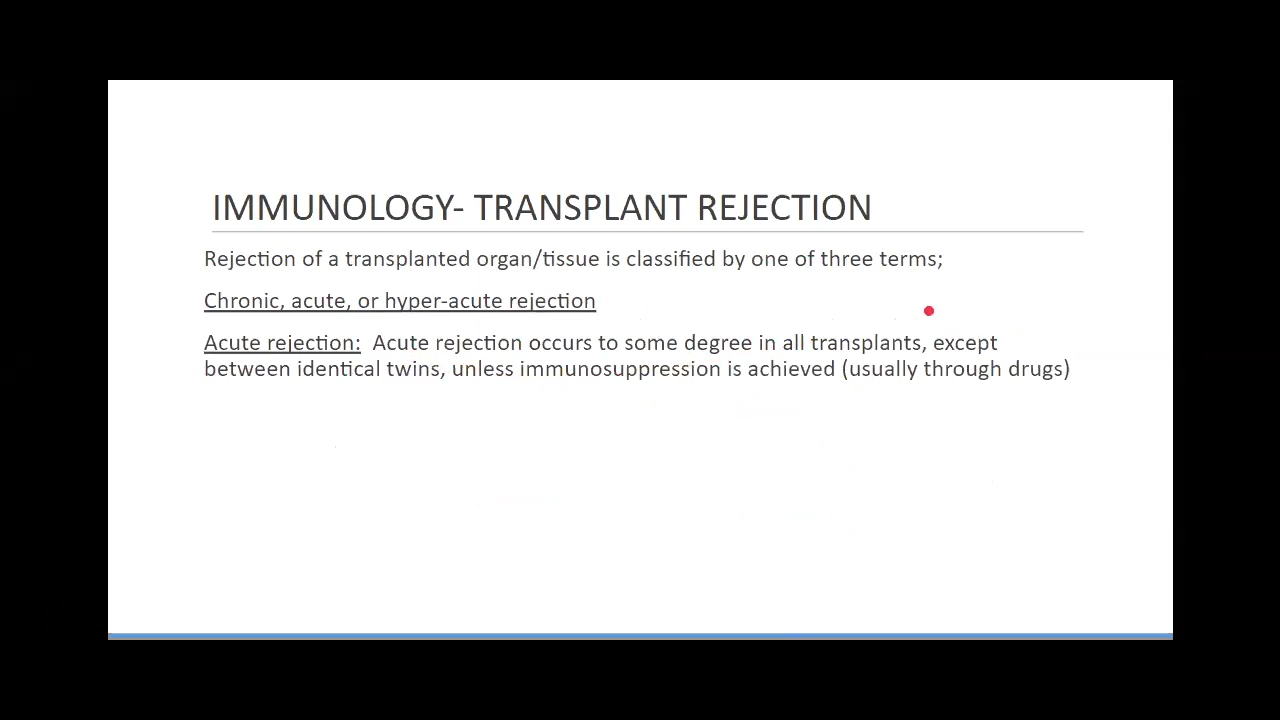 IMMUNOLOGY- TRANSPLANT REJECTION
Rejection of a transplanted organ/tissue is classified by one of three terms;
Chronic, acute, or hyper-acute rejection
Acute rejection:  Acute rejection occurs to some degree in all transplants, except
between identical twins, unless immunosuppression is achieved (usually through drugs)